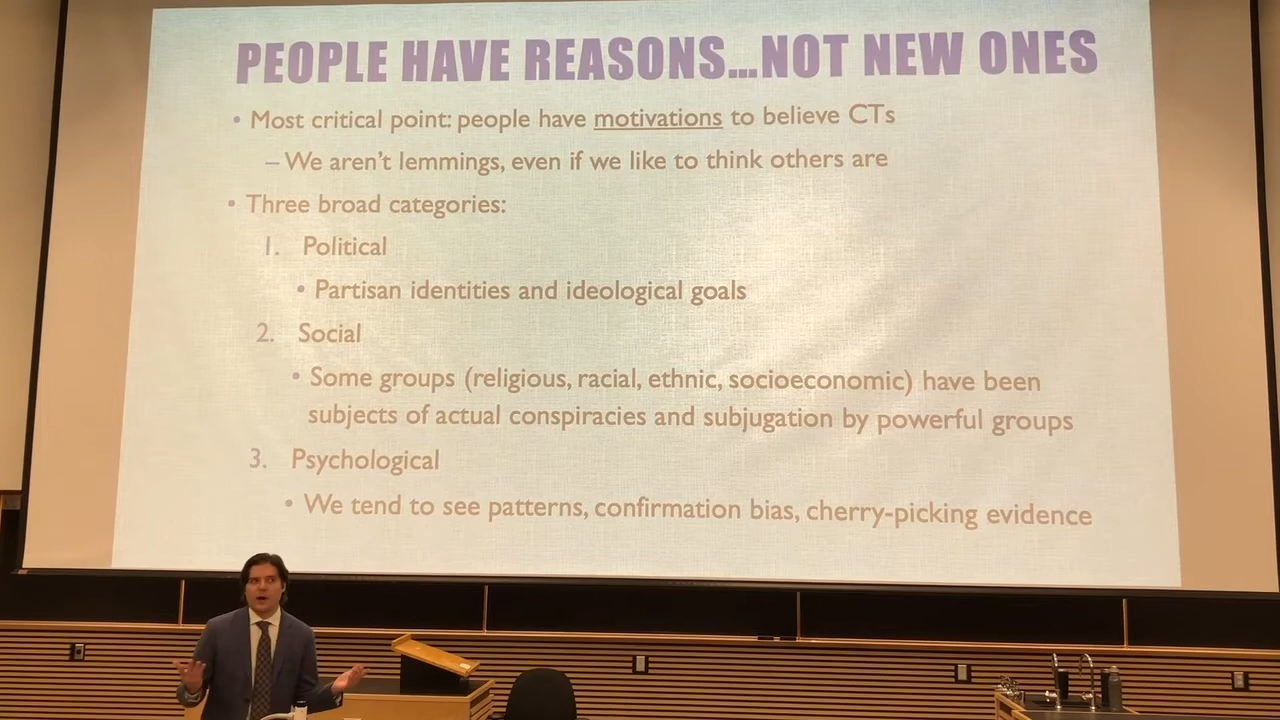 PEOPLE HAVE REASONS...NOT NEW ONES
• Most critical point: people have motivations to believe CTs
– We aren't lemmings, even if we like to think others are
• Three broad categories:
1. Political
• Partisan identities and ideological goals
2. Social
• Some groups (religious, racial, ethnic, socioeconomic) have been
subjects of actual conspiracies and subjugation by powerful groups
3. Psychological
• We tend to see patterns, confirmation bias, cherry-picking evidence